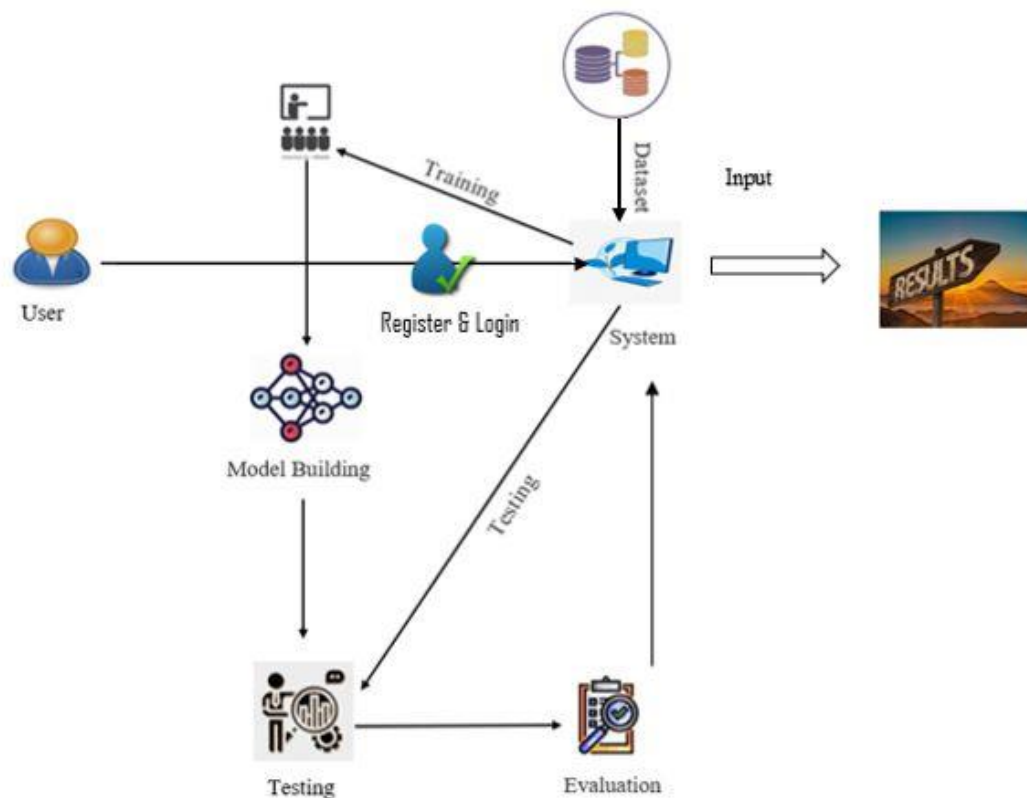 Dataset
Input
Training
RESULTS
User
Register & Login
System
Model Building
Testing
Testing
Evaluation